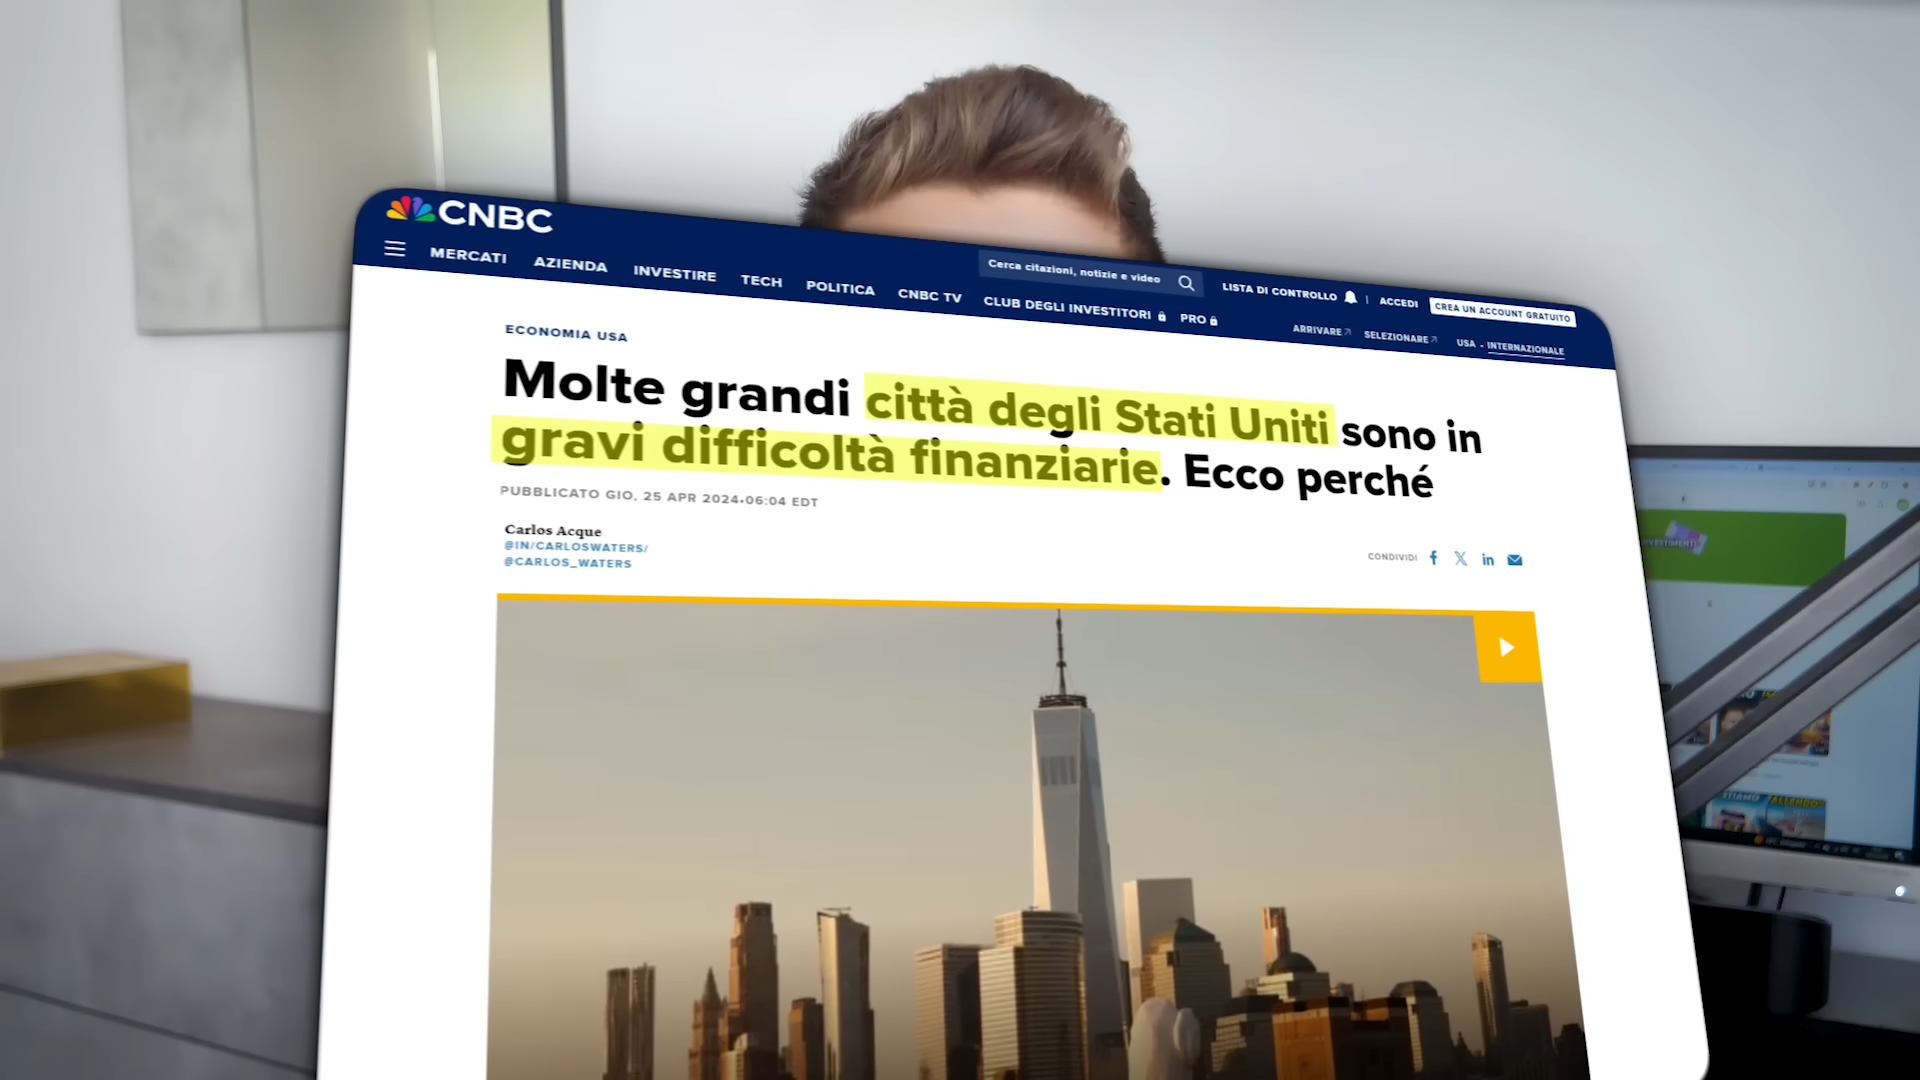 CNBC
MERCATI AZIENDA INVESTIRE TECH POLITICA CNBC TV CLUB DEGLI INVESTITORI PRO
Cerca citazioni, notizie e video
LISTA DI CONTROLLO | ACCEDI CREA UN ACCOUNT GRATUITO
ARRIVARE SELEZIONARE USA • INTERNAZIONALE
ECONOMIA USA
Molte grandi città degli Stati Uniti sono in
gravi difficoltà finanziarie. Ecco perché
PUBBLICATO GIO, 25 APR 2024•06:04 EDT
Carlos Acque
@IN/CARLOSWATERS/
@CARLOS_WATERS
CONDIVIDI